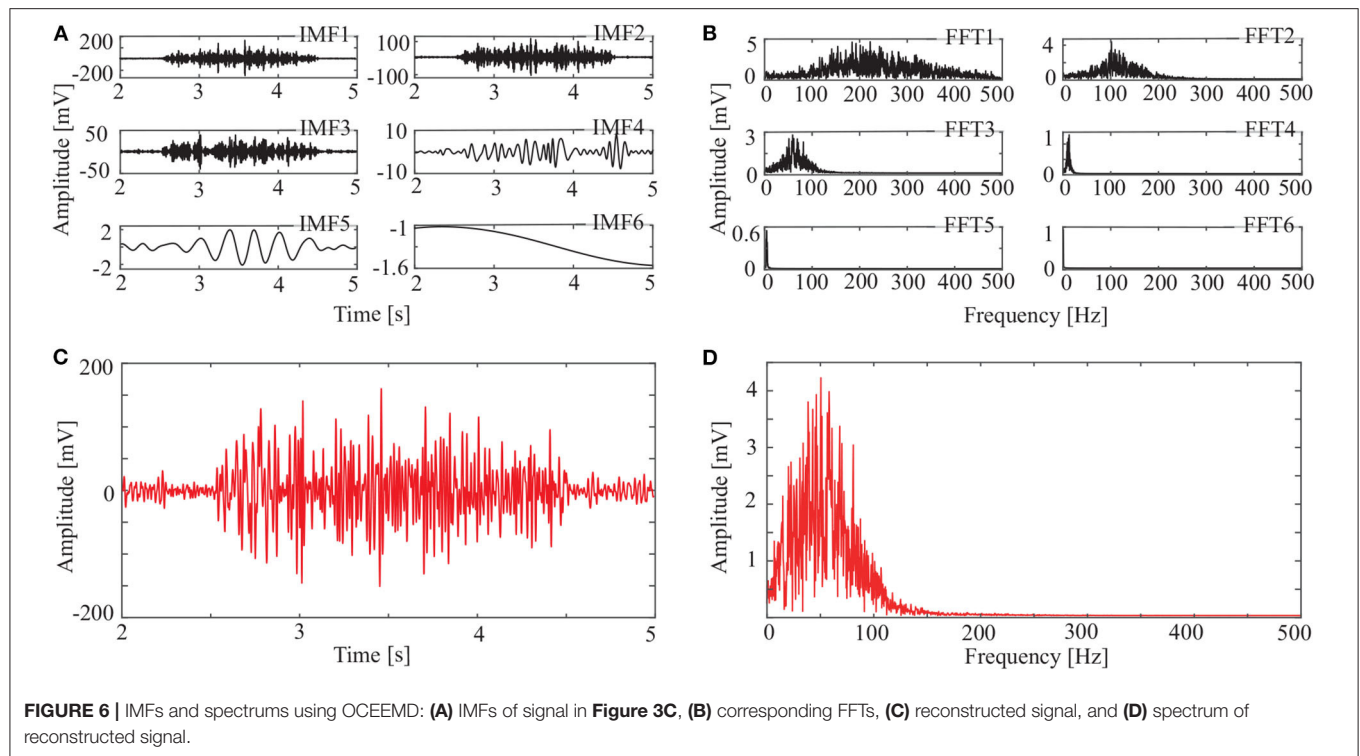 A
IMF1
200
0
-200
2 3 4 5
IMF2
100
0
-100
2 3 4 5
Amplitude [mV]
IMF3
50
0
-50
2 3 4 5
IMF4
10
0
-10
2 3 4 5
IMF5
2
0
-2
2 3 4 5
IMF6
-1
-1.6
2 3 4 5
Time [s]
B
FFT1
5
0
0 100 200 300 400 500
FFT2
4
2
0
0 100 200 300 400 500
Amplitude [mV]
FFT3
3
0
0 100 200 300 400 500
FFT4
1
0
0 100 200 300 400 500
FFT5
0.6
0
0 100 200 300 400 500
FFT6
1
0
0 100 200 300 400 500
Frequency [Hz]
C
200
0
-200
Amplitude [mV]
2 3 4 5
Time [s]
D
4
3
2
1
Amplitude [mV]
0 100 200 300 400 500
Frequency [Hz]
FIGURE 6 | IMFs and spectrums using OCEEMD: (A) IMFs of signal in Figure 3C, (B) corresponding FFTs, (C) reconstructed signal, and (D) spectrum of
reconstructed signal.